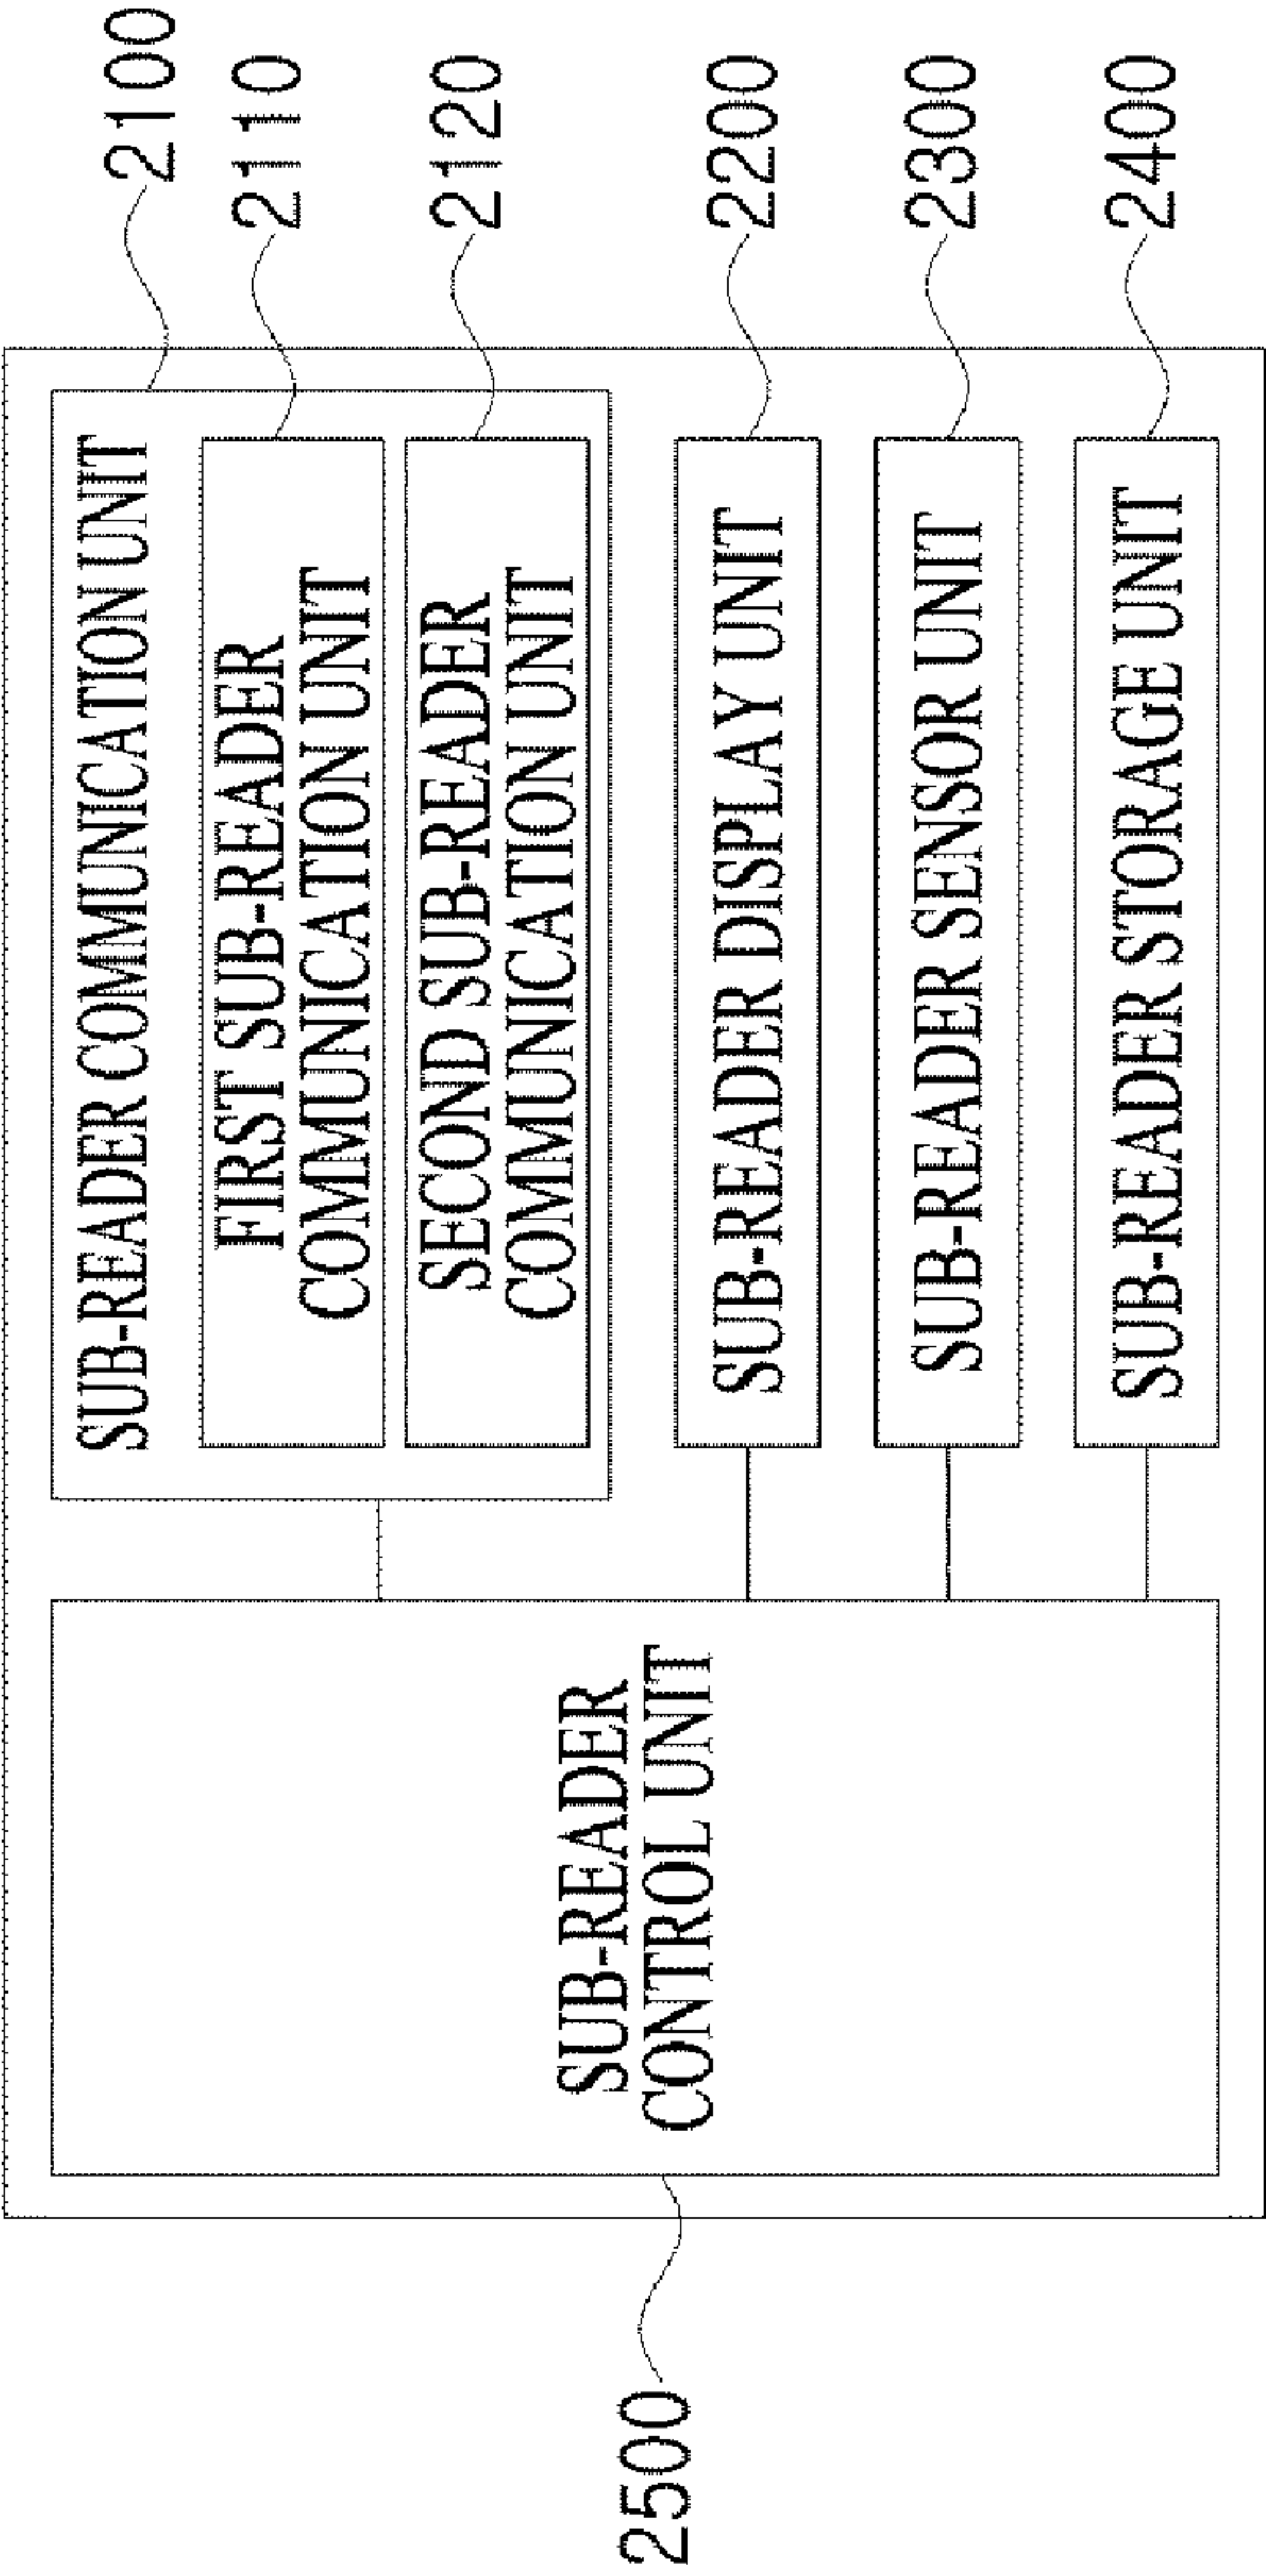 SUB-READER COMMUNICATION UNIT
2100
FIRST SUB-READER
COMMUNICATION UNIT
2110
SECOND SUB-READER
COMMUNICATION UNIT
2120
2500
SUB-READER
CONTROL UNIT
SUB-READER DISPLAY UNIT
2200
SUB-READER SENSOR UNIT
2300
SUB-READER STORAGE UNIT
2400